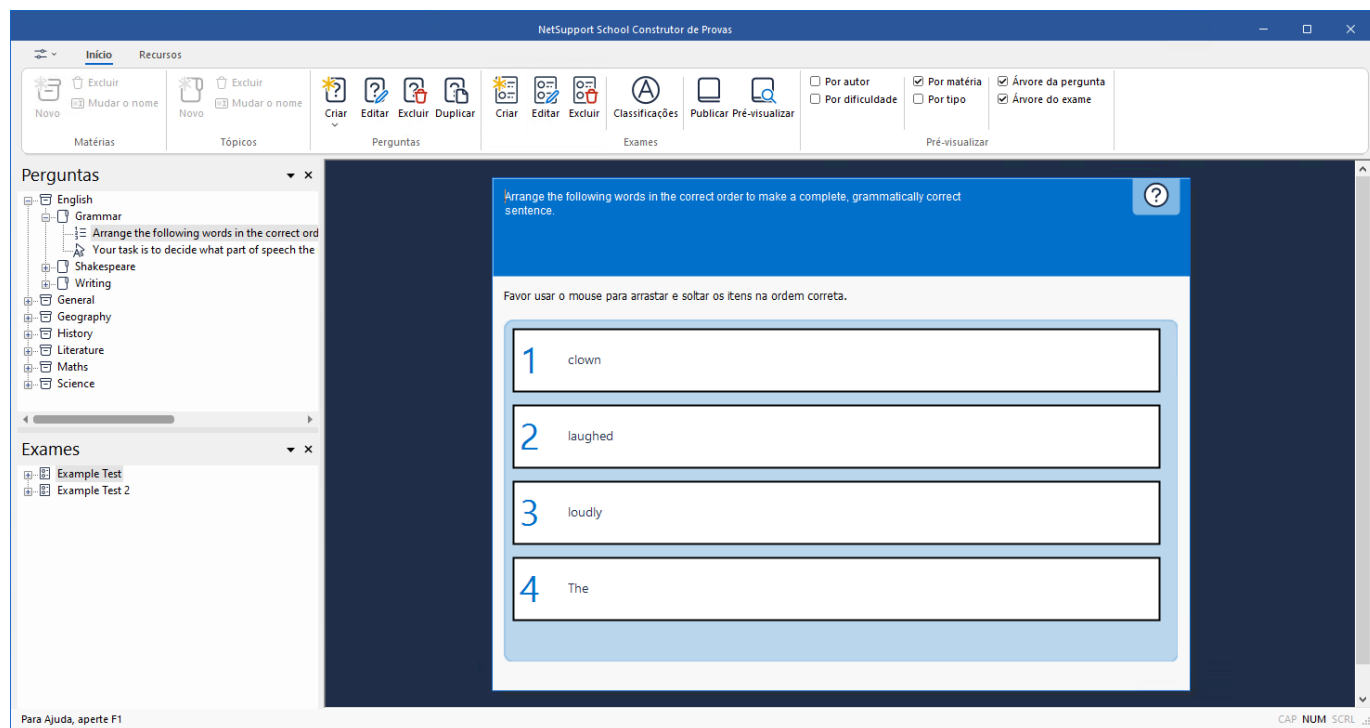 NetSupport School Construtor de Provas
Início Recursos
Novo
Excluir
Mudar o nome
Matérias
Novo
Excluir
Mudar o nome
Tópicos
Criar Editar Excluir Duplicar
Perguntas
Criar Editar Excluir Classificações Publicar Pré-visualizar
Exames
Por autor Por matéria Árvore da pergunta
Por dificuldade Por tipo Árvore do exame
Pré-visualizar
Perguntas
English
Grammar
Arrange the following words in the correct ord
Your task is to decide what part of speech the
Shakespeare
Writing
General
Geography
History
Literature
Maths
Science
Exames
Example Test
Example Test 2
Arrange the following words in the correct order to make a complete, grammatically correct
sentence.
Favor usar o mouse para arrastar e soltar os itens na ordem correta.
1 clown
2 laughed
3 loudly
4 The
Para Ajuda, aperte F1
CAP NUM SCRL